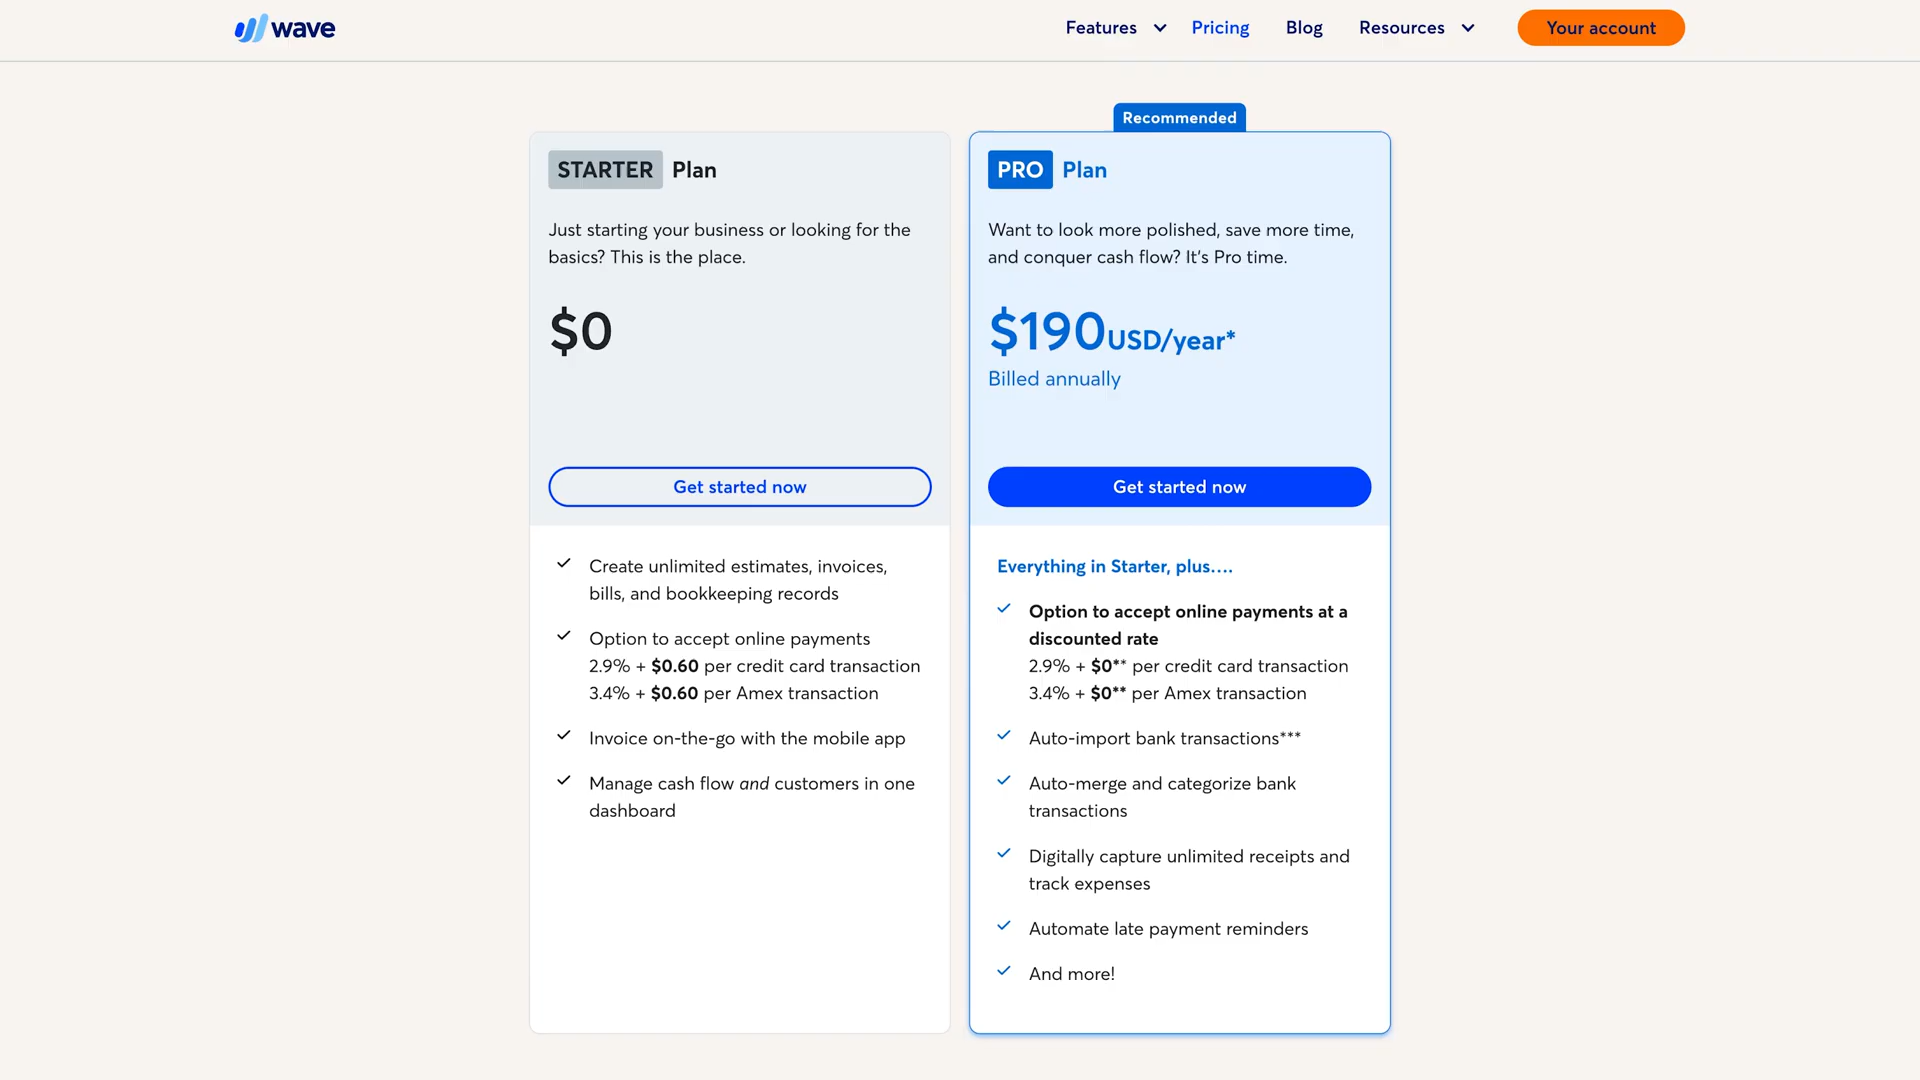 wave
Features
Pricing
Blog
Resources
Your account
STARTER Plan
Just starting your business or looking for the
basics? This is the place.
$0
Get started now
Create unlimited estimates, invoices,
bills, and bookkeeping records
Option to accept online payments
2.9% + $0.60 per credit card transaction
3.4% + $0.60 per Amex transaction
Invoice on-the-go with the mobile app
Manage cash flow and customers in one
dashboard
Recommended
PRO Plan
Want to look more polished, save more time,
and conquer cash flow? It’s Pro time.
$190USD/year*
Billed annually
Get started now
Everything in Starter, plus….
Option to accept online payments at a
discounted rate
2.9% + $0** per credit card transaction
3.4% + $0** per Amex transaction
Auto-import bank transactions***
Auto-merge and categorize bank
transactions
Digitally capture unlimited receipts and
track expenses
Automate late payment reminders
And more!